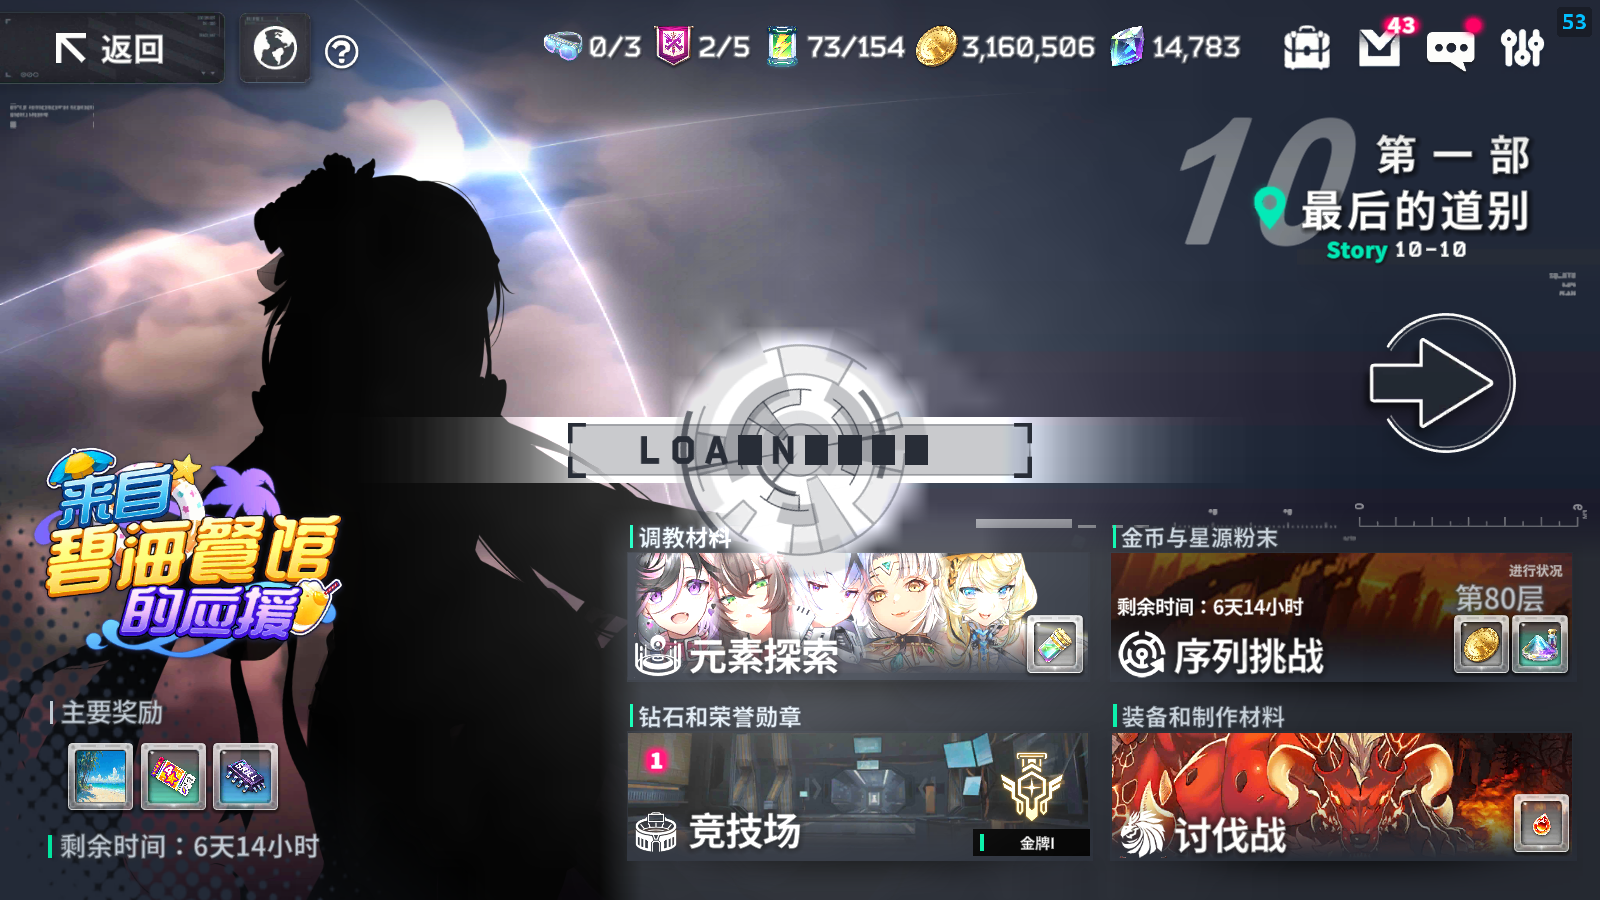 返回
0/3
2/5
73/154
3,160,506
14,783
43
53
10
第一部
最后的道别
Story 10-10
来自
碧海餐馆
的应援
主要奖励
剩余时间：6天14小时
调教材料
元素探索
金币与星源粉末
进行状况
第80层
剩余时间：6天14小时
序列挑战
钻石和荣誉勋章
1
竞技场
金牌I
装备和制作材料
讨伐战